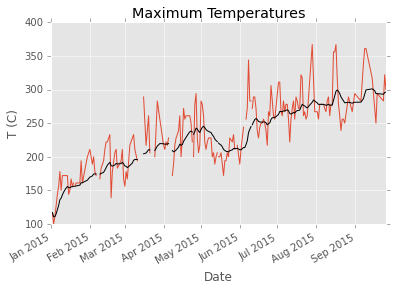 Maximum Temperatures
T (C)
400
350
300
250
200
150
100
Jan 2015
Feb 2015
Mar 2015
Apr 2015
May 2015
Jun 2015
Jul 2015
Aug 2015
Sep 2015
Date